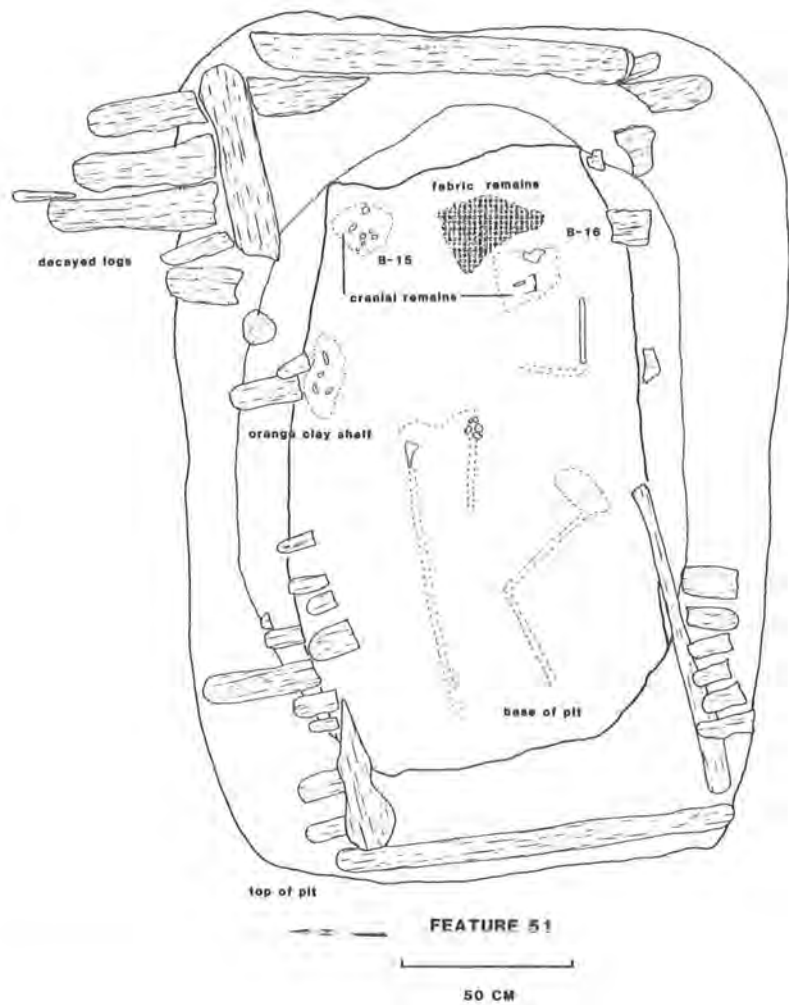 fabric remains
B-16
B-15
decayed logs
cranial remains
orange clay shelf
base of pit
top of pit
FEATURE 51
50 CM